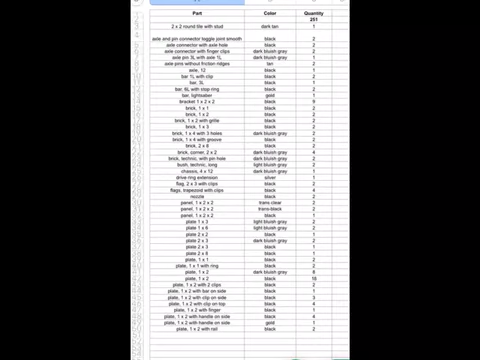 Part Color Quantity
251
2 x 2 round tile with stud dark tan 1
axle and pin connector toggle joint smooth black 2
axle connector with axle hole black 2
axle connector with finger clips dark bluish gray 2
axle pin 3L with axle 1L dark bluish gray 1
axle pins without friction ridges tan 2
axle, 12 black 1
bar 1L with clip black 2
bar, 3L black 1
bar, 6L with stop ring black 2
bar, lightsaber gold 1
bracket 1 x 2 x 2 black 9
brick, 1 x 1 black 2
brick, 1 x 2 black 2
brick, 1 x 2 with grille black 2
brick, 1 x 3 black 2
brick, 1 x 4 with 3 holes dark bluish gray 2
brick, 1 x 4 with groove black 2
brick, 2 x 8 black 2
brick, corner, 2 x 2 dark bluish gray 4
brick, technic, with pin hole dark bluish gray 2
bush, technic, long light bluish gray 2
chassis, 4 x 12 dark bluish gray 1
drive ring extension silver 1
flag, 2 x 3 with clips black 2
flags, trapezoid with clips black 4
nozzle black 2
panel, 1 x 2 x 2 trans clear 2
panel, 1 x 2 x 2 trans-black 2
panel, 1 x 2 x 2 black 1
plate 1 x 3 light bluish gray 2
plate 1 x 6 light bluish gray 2
plate 2 x 2 black 1
plate 2 x 3 dark bluish gray 2
plate 2 x 3 black 1
plate 2 x 6 black 1
plate, 1 x 1 black 2
plate, 1 x 1 with ring black 2
plate, 1 x 2 dark bluish gray 8
plate, 1 x 2 black 10
plate, 1 x 2 with 2 clips black 2
plate, 1 x 2 with bar on side black 1
plate, 1 x 2 with clip on side black 3
plate, 1 x 2 with clip on top black 4
plate, 1 x 2 with finger black 1
plate, 1 x 2 with handle on side black 4
plate, 1 x 2 with handle on side gold 1
plate, 1 x 2 with rail black 2